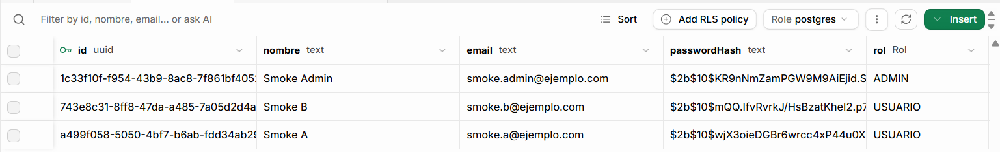 Filter by id, nombre, email... or ask AI Sort Add RLS policy Role postgres Insert
id uuid nombre text email text passwordHash text rol Rol
1c33f10f-f954-43b9-8ac8-7f861bf4052 Smoke Admin smoke.admin@ejemplo.com $2b$10$KR9nNmZamPGW9M9AiEjid.S ADMIN
743e8c31-8ff8-47da-a485-7a05d2d4a Smoke B smoke.b@ejemplo.com $2b$10$mQQ.IfvRvrkJ/HsBzatKheI2.p7 USUARIO
a499f058-5050-4bf7-b6ab-fdd34ab29 Smoke A smoke.a@ejemplo.com $2b$10$wjX3oieDGBr6wrcc4xP44u0X USUARIO